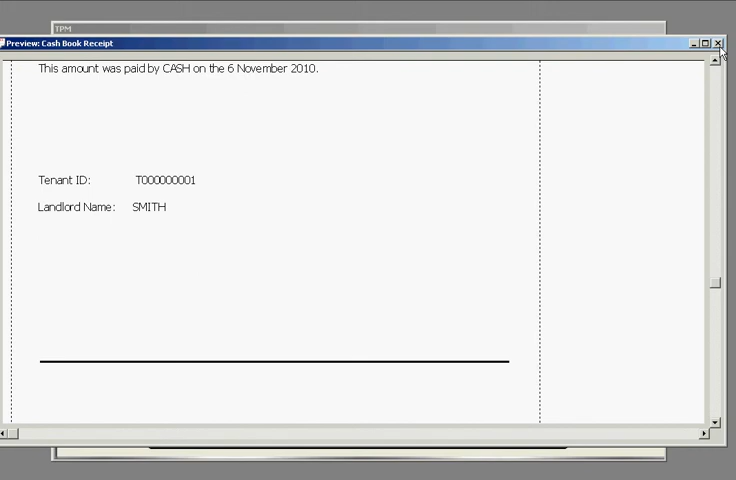 TPM
Preview: Cash Book Receipt
This amount was paid by CASH on the 6 November 2010.
Tenant ID: T000000001
Landlord Name: SMITH